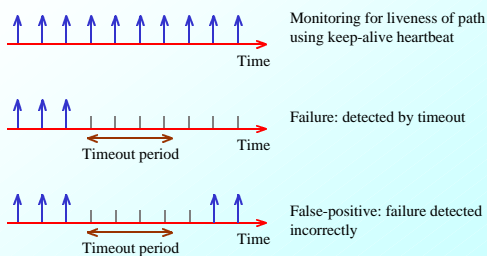 Monitoring for liveness of path
using keep-alive heartbeat
Time
Failure: detected by timeout
Time
Timeout period
False-positive: failure detected
incorrectly
Time
Timeout period